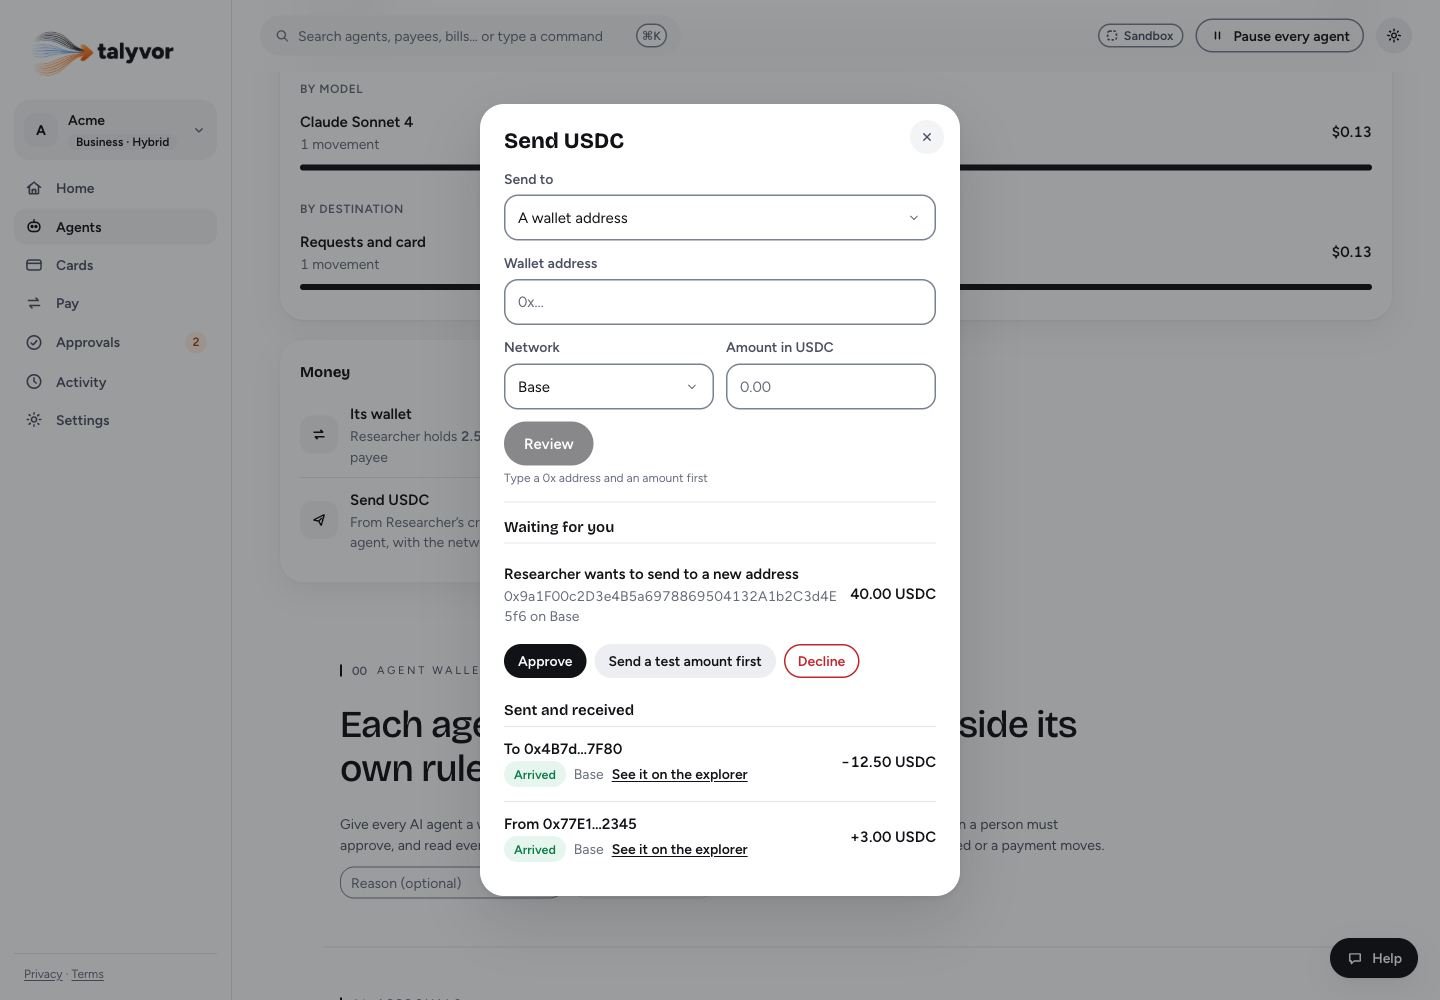 talyvor
Search agents, payees, bills... or type a command
⌘K
Sandbox
Pause every agent
A
Acme
Business · Hybrid
Home
Agents
Cards
Pay
Approvals
2
Activity
Settings
Privacy · Terms
BY MODEL
Claude Sonnet 4
$0.13
1 movement
BY DESTINATION
Requests and card
$0.13
1 movement
Money
Its wallet
Researcher holds 2.5
payee
Send USDC
From Researcher's cr
agent, with the netw
00 AGENT WALLE
Each age
side its
own rule
Give every AI agent a w
n a person must
approve, and read ever
ed or a payment moves.
Reason (optional)
Send USDC
Send to
A wallet address
Wallet address
0x...
Network
Amount in USDC
Base
0.00
Review
Type a 0x address and an amount first
Waiting for you
Researcher wants to send to a new address
0x9a1F00c2D3e4B5a6978869504132A1b2C3d4E
5f6 on Base
40.00 USDC
Approve
Send a test amount first
Decline
Sent and received
To 0x4B7d...7F80
Arrived Base See it on the explorer
-12.50 USDC
From 0x77E1...2345
Arrived Base See it on the explorer
+3.00 USDC
Help